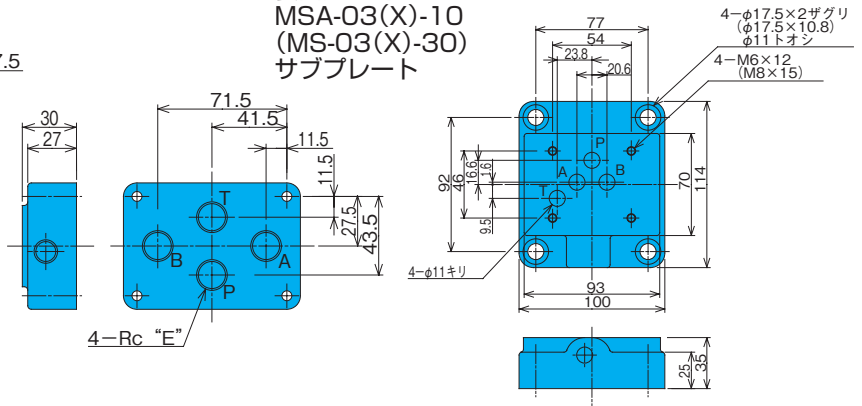 MSA-03(X)-10
(MS-03(X)-30)
サブプレート
7.5
30
27
71.5
41.5
11.5
11.5
27.5
43.5
T
B
A
P
4−Rc “E”
77
54
23.8
20.6
4−φ17.5×2ザグリ
(φ17.5×10.8)
φ11トオシ
4−M6×12
(M8×15)
P
A
B
T
92
46
16.6
1.6
9.5
70
114
4−φ11キリ
93
100
25
35